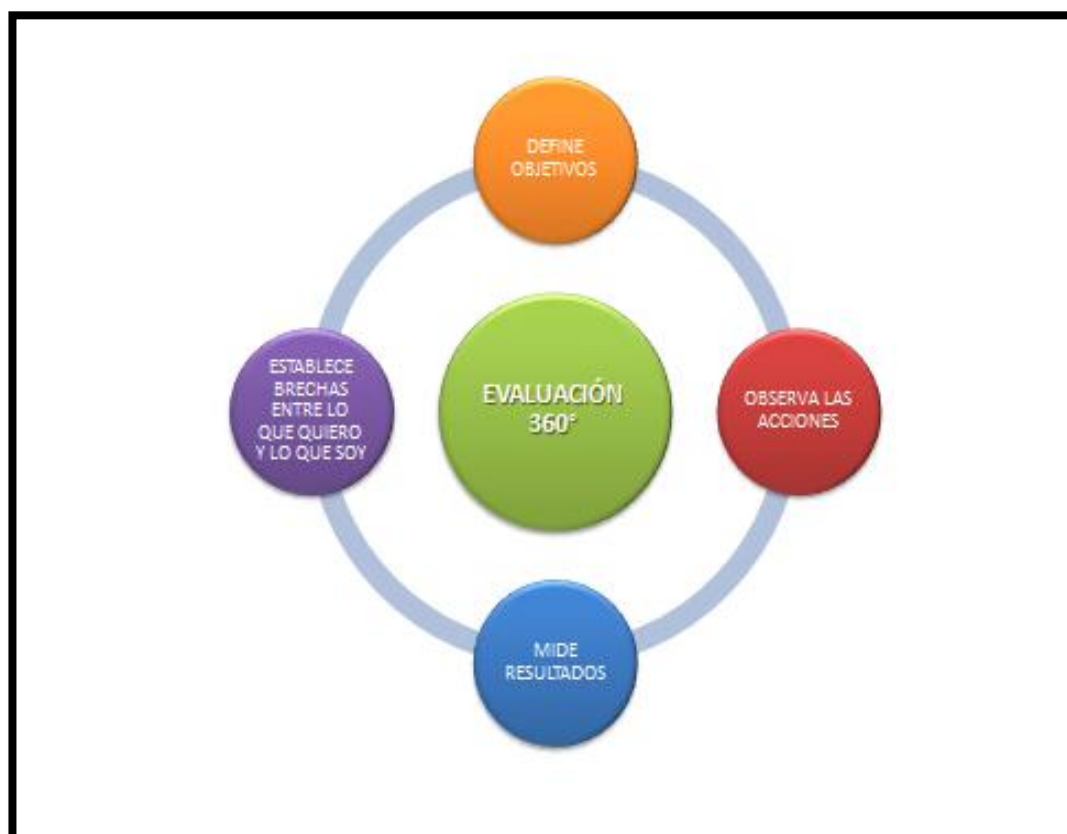 DEFINE
OBJETIVOS
EVALUACIÓN
360°
OBSERVA LAS
ACCIONES
MIDE
RESULTADOS
ESTABLECE
BRECHAS
ENTRE LO
QUE QUIERO
Y LO QUE SOY